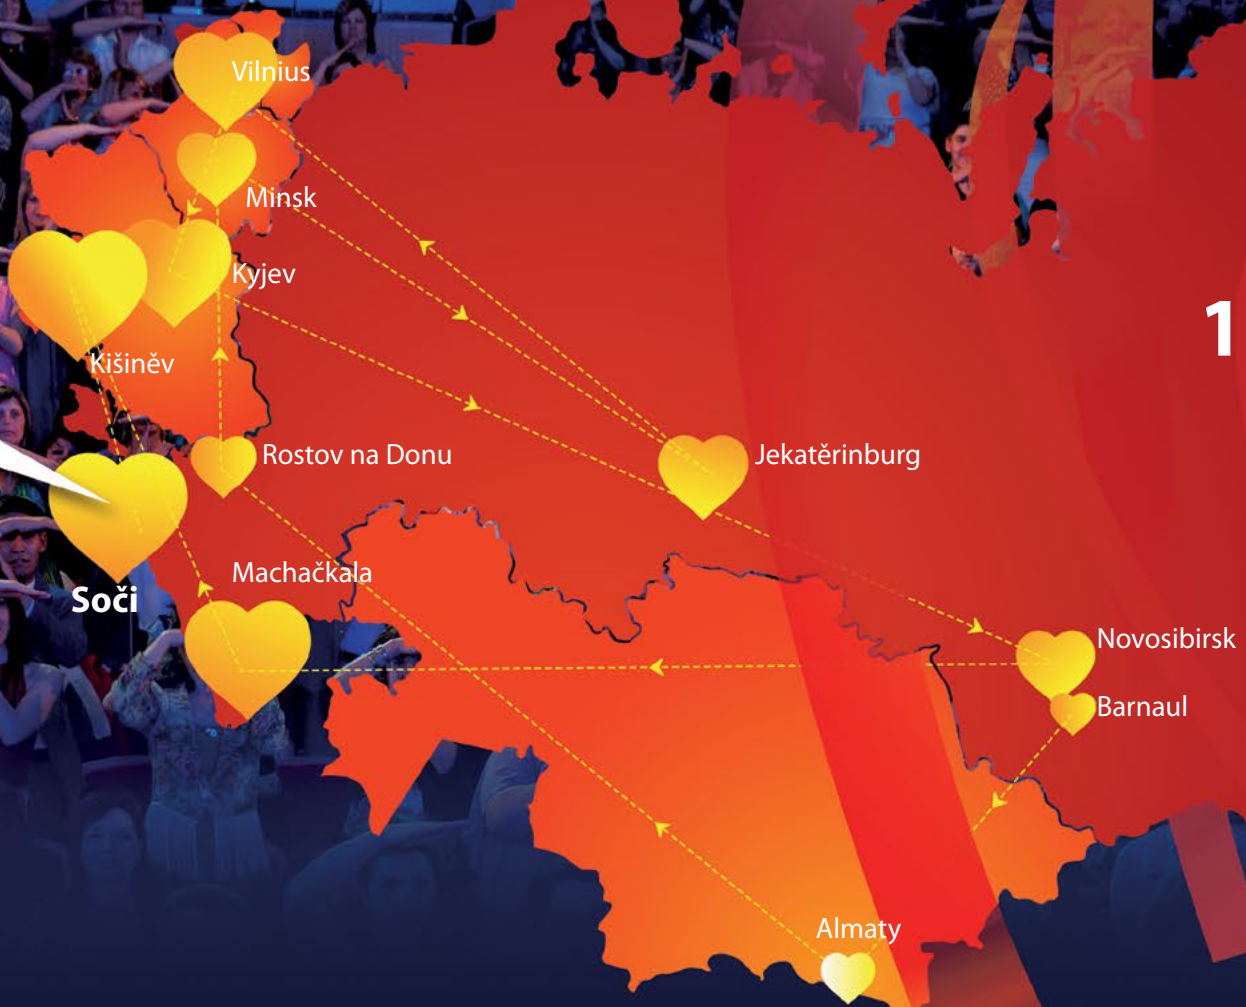 Vilnius
Minsk
Kyjev
1
Kišiněv
Rostov na Donu
Jekatěrinburg
Machačkala
Soči
Novosibirsk
Barnaul
Almaty